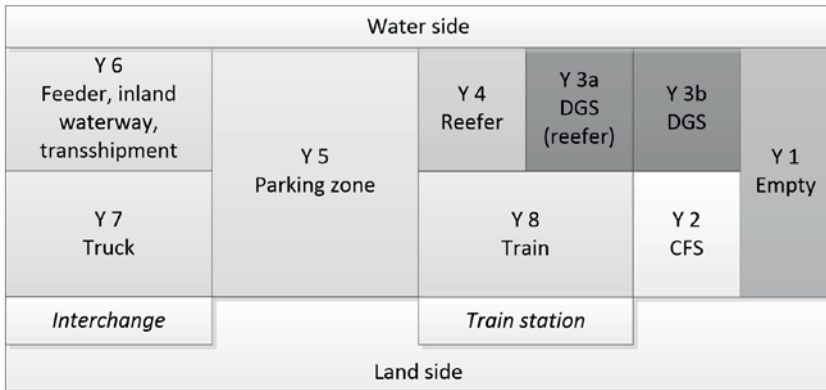 Water side
Y 6
Feeder, inland
waterway,
transshipment
Y 5
Parking zone
Y 4
Reefer
Y 3a
DGS
(reefer)
Y 3b
DGS
Y 1
Empty
Y 7
Truck
Y 8
Train
Y 2
CFS
Interchange
Train station
Land side